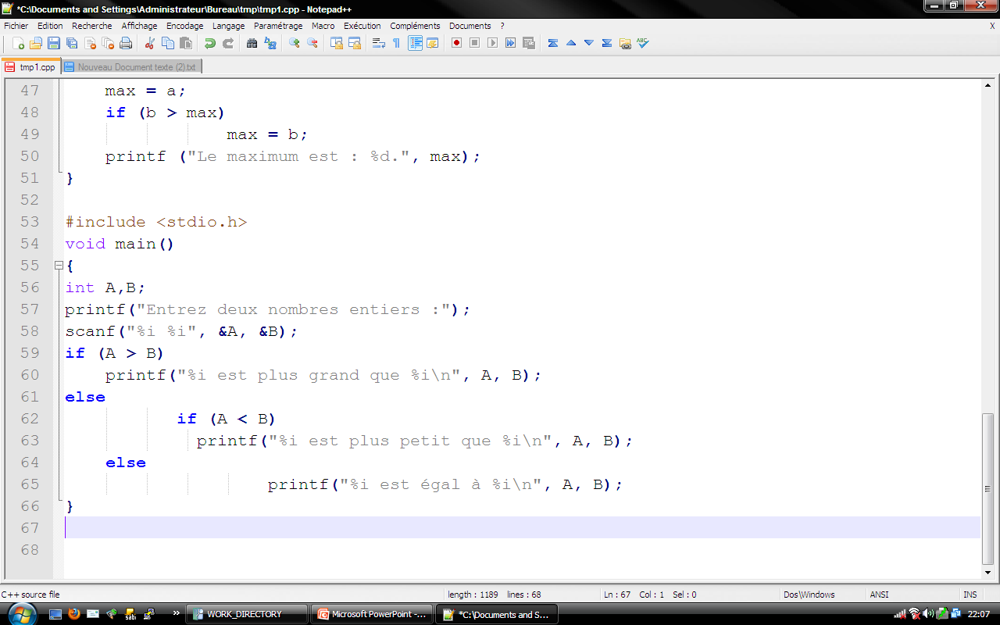 *C:\Documents and Settings\Administrateur\Bureau\tmp\tmp1.cpp - Notepad++
Fichier Edition Recherche Affichage Encodage Langage Paramétrage Macro Exécution Compléments Documents ? X
tmp1.cpp Nouveau Document texte (2).txt
47 max = a;
48 if (b > max)
49 max = b;
50 printf ("Le maximum est : %d.", max);
51 }
52
53 #include <stdio.h>
54 void main()
55 {
56 int A,B;
57 printf("Entrez deux nombres entiers :");
58 scanf("%i %i", &A, &B);
59 if (A > B)
60 printf("%i est plus grand que %i\n", A, B);
61 else
62 if (A < B)
63 printf("%i est plus petit que %i\n", A, B);
64 else
65 printf("%i est égal à %i\n", A, B);
66 }
67
68
C++ source file length : 1189 lines : 68 Ln : 67 Col : 1 Sel : 0 Dos\Windows ANSI INS
» WORK_DIRECTORY Microsoft PowerPoint -... *C:\Documents and S... 22:07